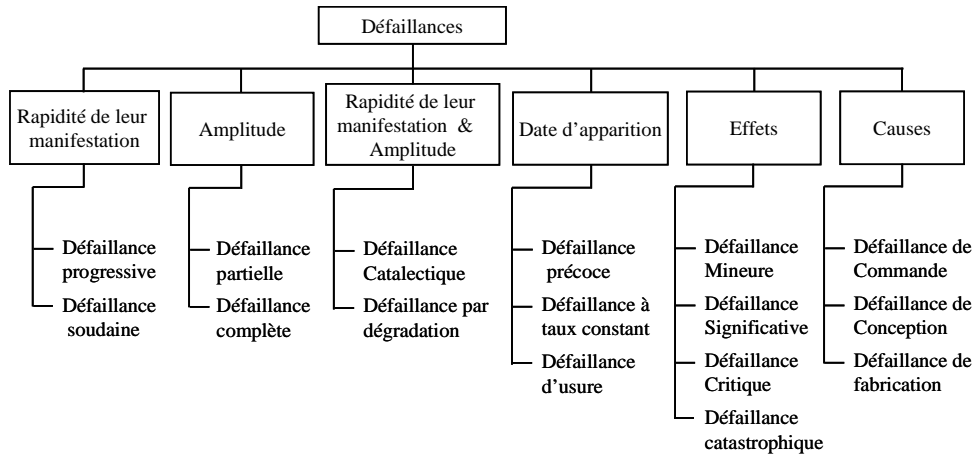 Défaillances
Rapidité de leur
manifestation
Amplitude
Rapidité de leur
manifestation &
Amplitude
Date d'apparition
Effets
Causes
Défaillance
progressive
Défaillance
soudaine
Défaillance
partielle
Défaillance
complète
Défaillance
Catalectique
Défaillance par
dégradation
Défaillance
précoce
Défaillance à
taux constant
Défaillance
d'usure
Défaillance
Mineure
Défaillance
Significative
Défaillance
Critique
Défaillance
catastrophique
Défaillance de
Commande
Défaillance de
Conception
Défaillance de
fabrication